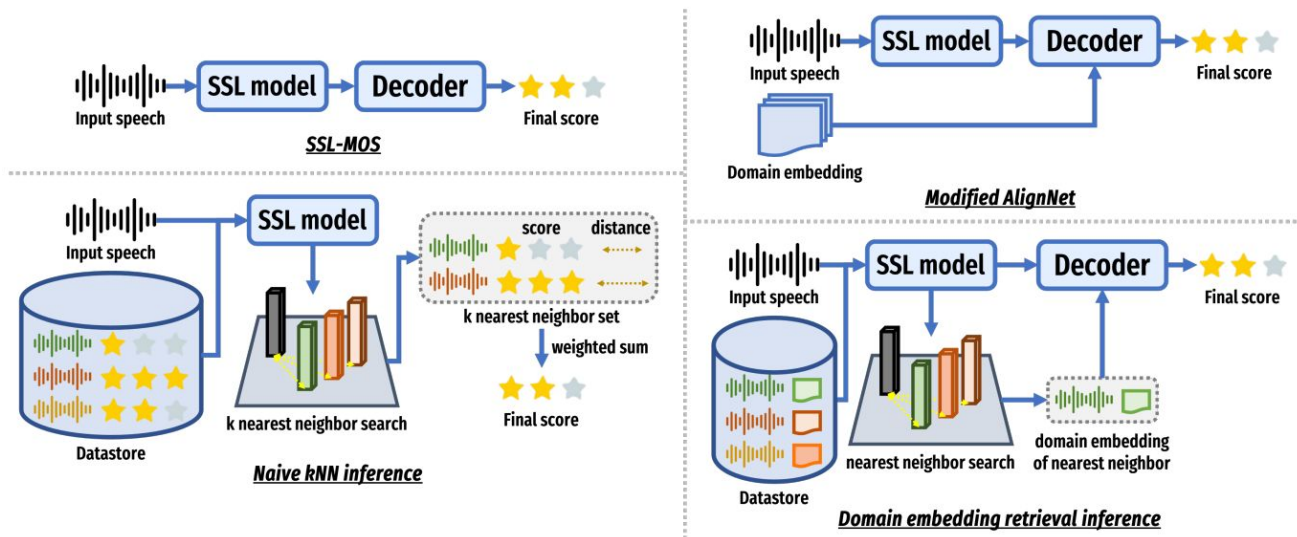 SSL model
Decoder
Input speech
Final score
SSL-MOS
SSL model
Decoder
Input speech
Final score
Domain embedding
Modified AlignNet
SSL model
Input speech
score
distance
k nearest neighbor set
weighted sum
k nearest neighbor search
Final score
Datastore
Naive kNN inference
SSL model
Decoder
Input speech
Final score
nearest neighbor search
domain embedding
of nearest neighbor
Datastore
Domain embedding retrieval inference